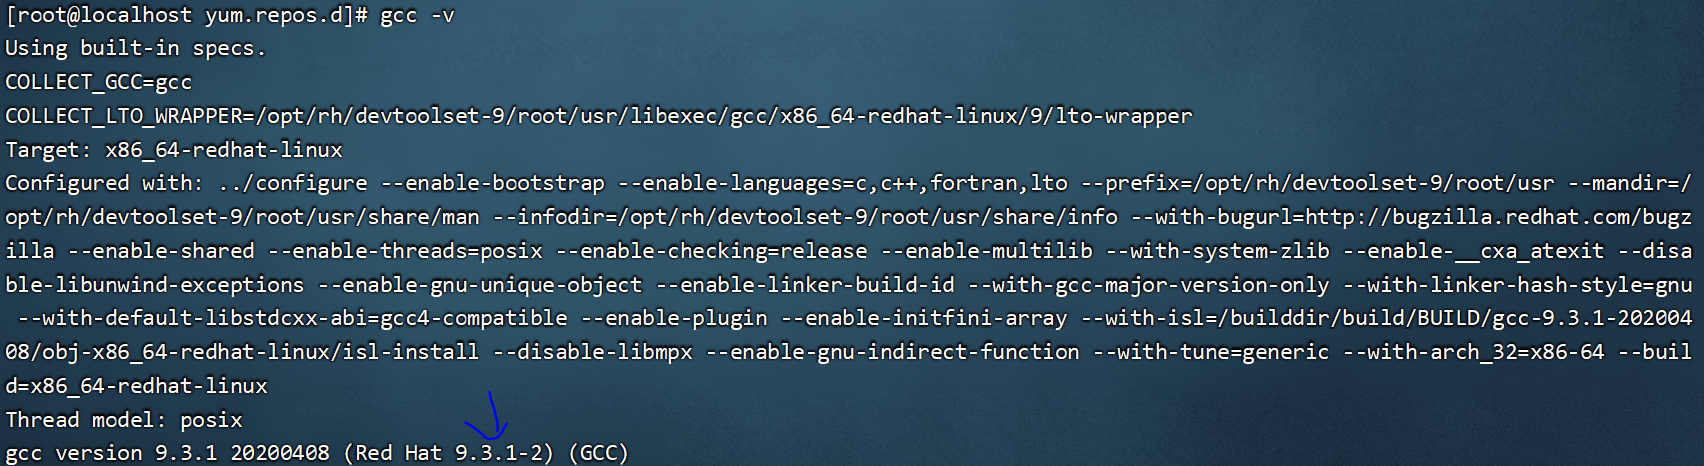 [root@localhost yum.repos.d]# gcc -v
Using built-in specs.
COLLECT_GCC=gcc
COLLECT_LTO_WRAPPER=/opt/rh/devtoolset-9/root/usr/libexec/gcc/x86_64-redhat-linux/9/lto-wrapper
Target: x86_64-redhat-linux
Configured with: ../configure --enable-bootstrap --enable-languages=c,c++,fortran,lto --prefix=/opt/rh/devtoolset-9/root/usr --mandir=/
opt/rh/devtoolset-9/root/usr/share/man --infodir=/opt/rh/devtoolset-9/root/usr/share/info --with-bugurl=http://bugzilla.redhat.com/bugz
illa --enable-shared --enable-threads=posix --enable-checking=release --enable-multilib --with-system-zlib --enable-__cxa_atexit --disa
ble-libunwind-exceptions --enable-gnu-unique-object --enable-linker-build-id --with-gcc-major-version-only --with-linker-hash-style=gnu
 --with-default-libstdcxx-abi=gcc4-compatible --enable-plugin --enable-initfini-array --with-isl=/builddir/build/BUILD/gcc-9.3.1-202004
08/obj-x86_64-redhat-linux/isl-install --disable-libmpx --enable-gnu-indirect-function --with-tune=generic --with-arch_32=x86-64 --buil
d=x86_64-redhat-linux
Thread model: posix
gcc version 9.3.1 20200408 (Red Hat 9.3.1-2) (GCC)